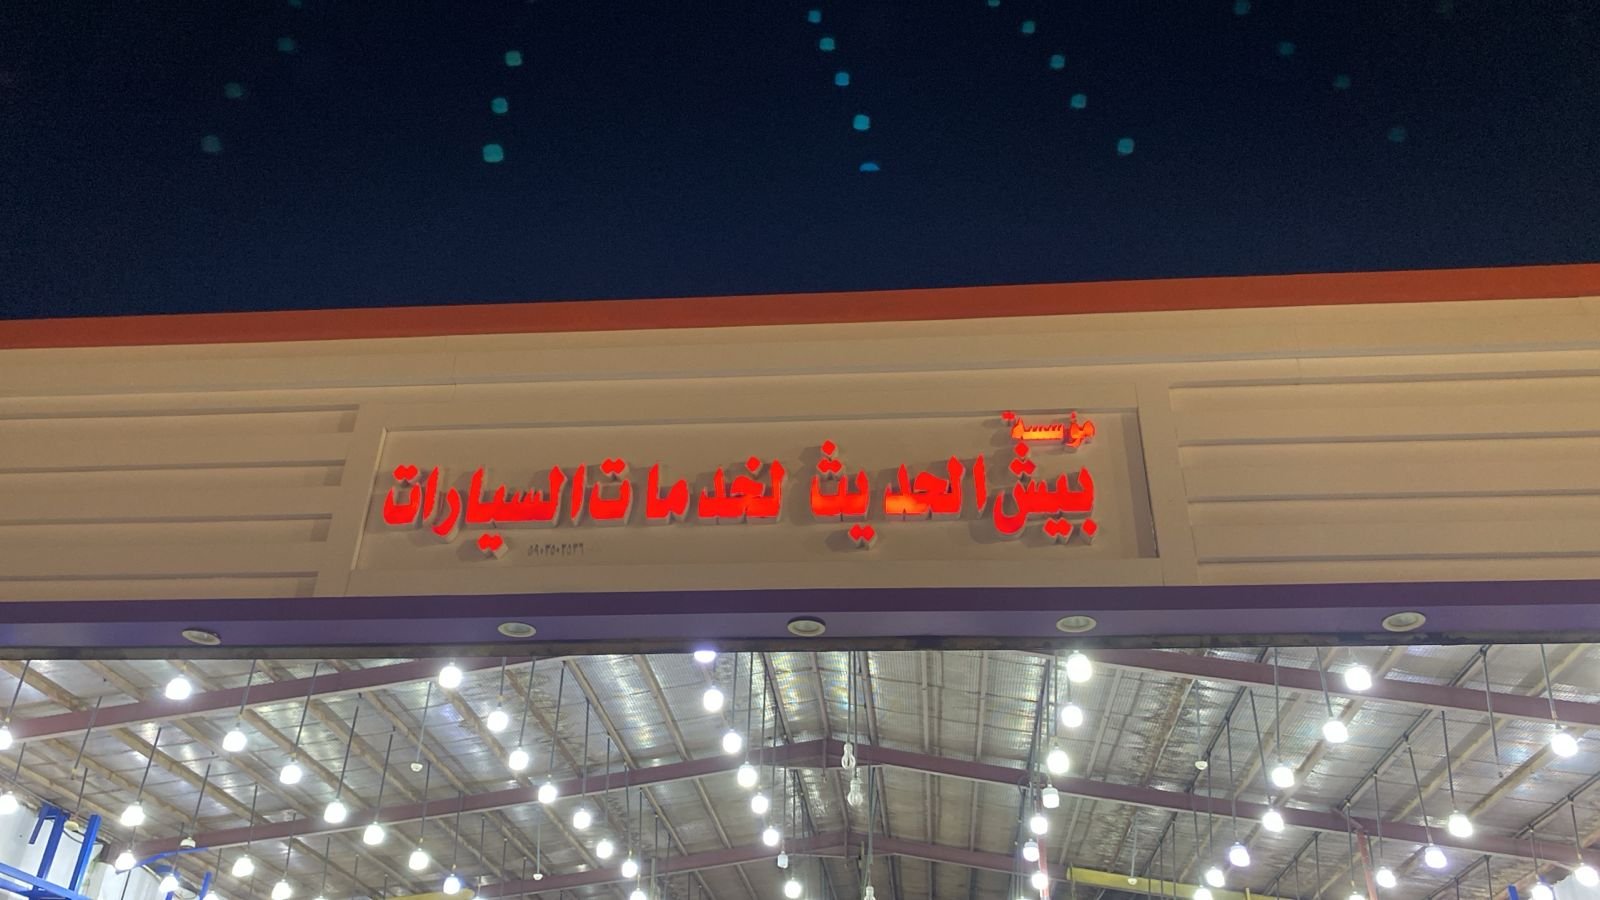 مؤسسة
بيش الحديث لخدمات السيارات